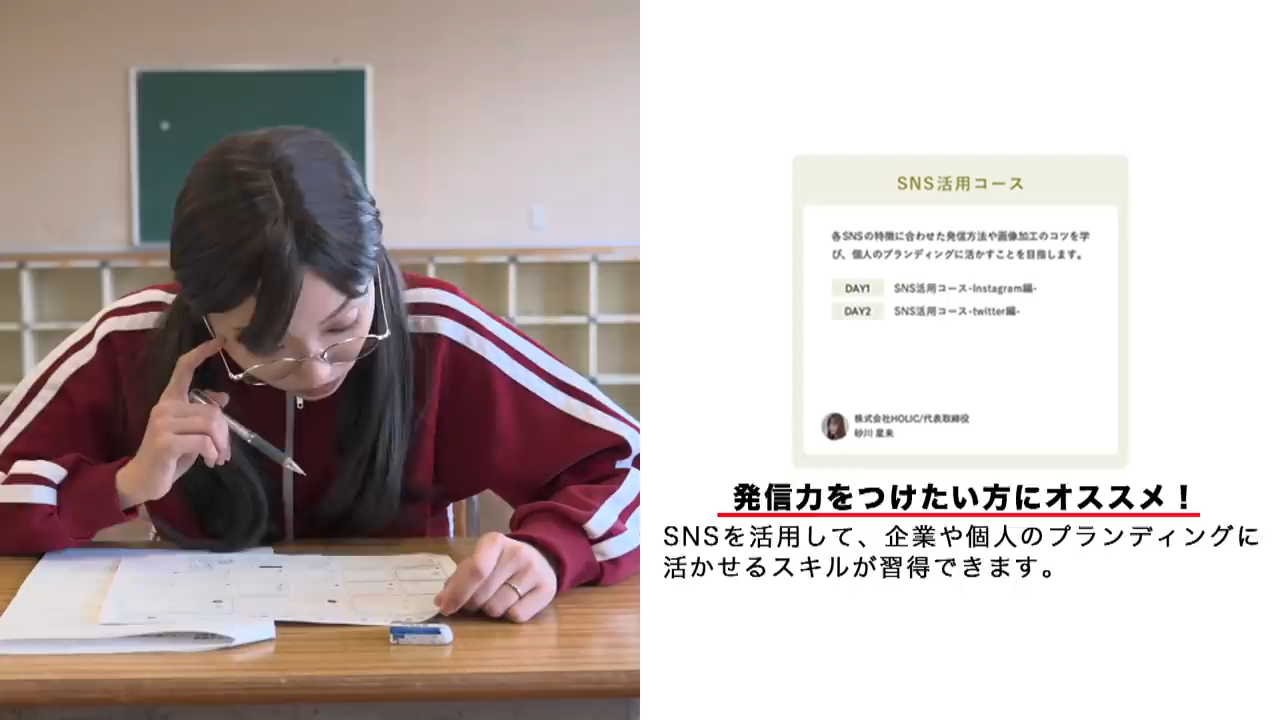 SNS活用コース
各SNSの特徴に合わせた発信方法や画像加工のコツを学
び、個人のブランディングに活かすことを目指します。
DAY1 SNS活用コース-Instagram編-
DAY2 SNS活用コース-twitter編-
株式会社HOLIC/代表取締役
砂川 星来
発信力をつけたい方にオススメ！
SNSを活用して、企業や個人のブランディングに
活かせるスキルが習得できます。